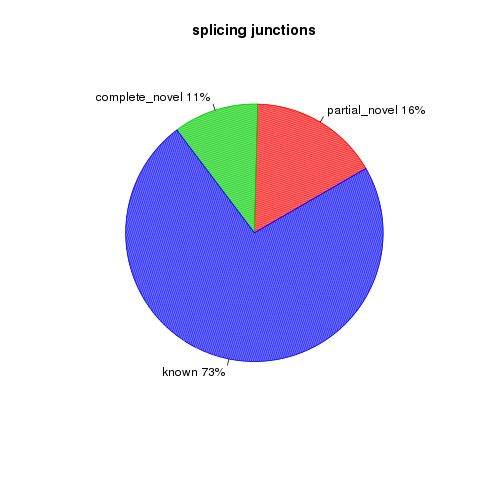 splicing junctions
complete_novel 11%
partial_novel 16%
known 73%